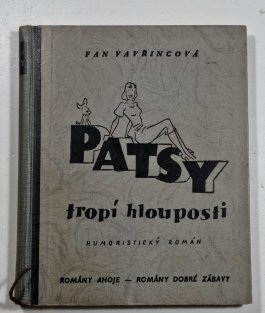 FAN VAVŘINCOVÁ
PATSY
tropí hlouposti
HUMORISTICKÝ ROMÁN
ROMÁNY AHOJE — ROMÁNY DOBRÉ ZÁBAVY